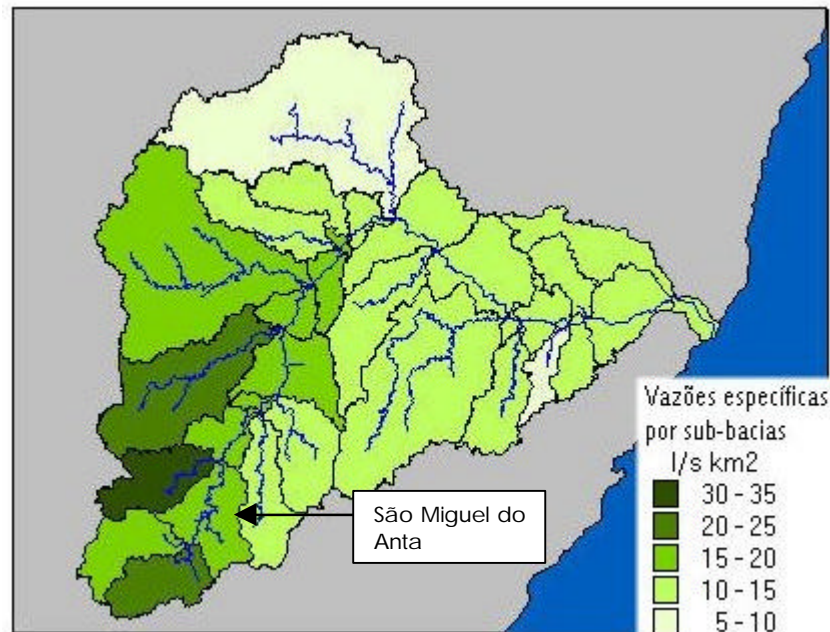 São Miguel do
Anta
Vazões específicas
por sub-bacias
l/s km2
30 - 35
20 - 25
15 - 20
10 - 15
5 - 10